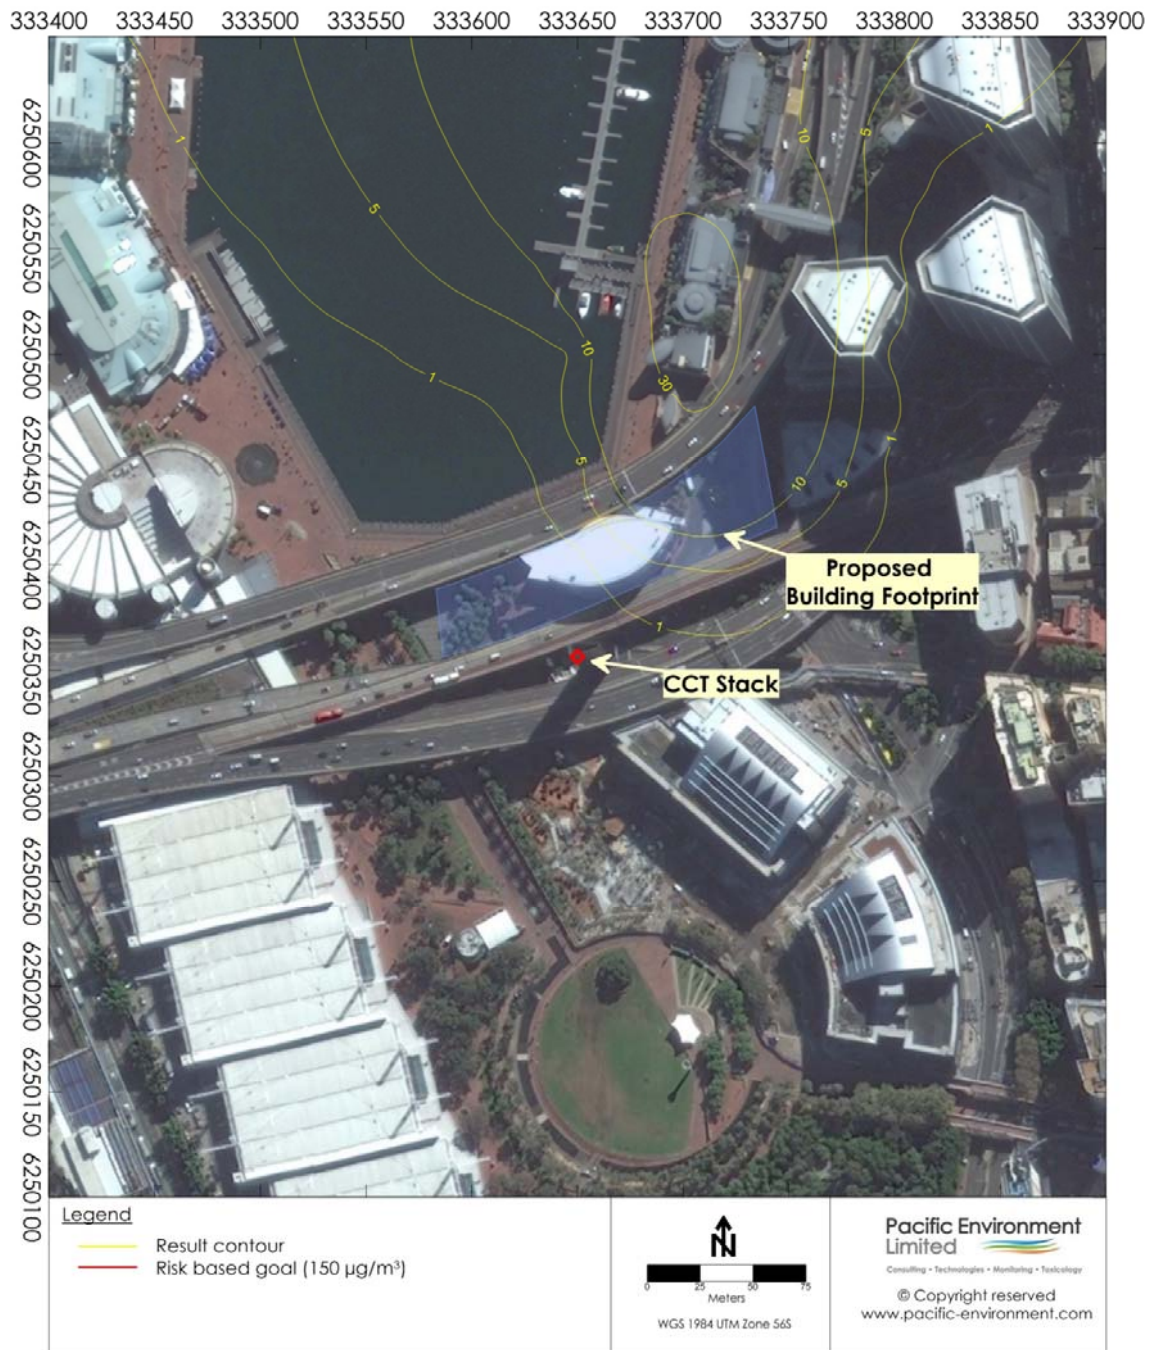 333400 333500 333550 333600 333650 333700 333750 333800 333850 333900
6250600
6250550
6250500
6250450
6250400
6250350
6250300
6250250
6250200
6250150
6250100
1
5
10
5
1
10
10
1
30
5
1
10
5
Proposed
Building Footprint
1
CCT Stack
Legend
Result contour
Risk based goal (150 µg/m³)
N
0 25 50 75
Meters
WGS 1984 UTM Zone 56S
Pacific Environment
Limited
Consulting • Technologies • Monitoring • Toxicology
© Copyright reserved
www.pacific-environment.com